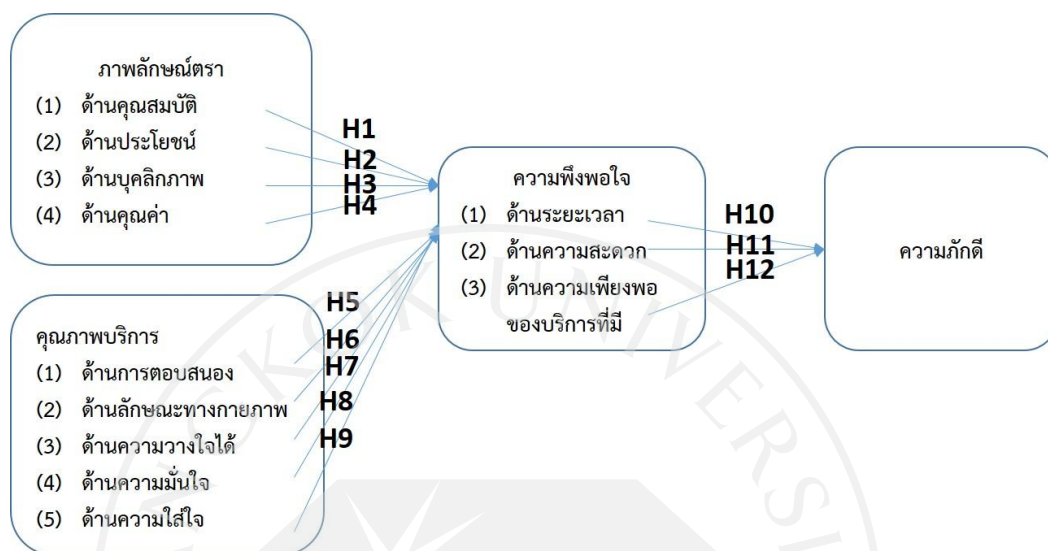 ภาพลักษณ์ตรา
(1) ด้านคุณสมบัติ
(2) ด้านประโยชน์
(3) ด้านบุคลิกภาพ
(4) ด้านคุณค่า
H1
H2
H3
H4
คุณภาพบริการ
(1) ด้านการตอบสนอง
(2) ด้านลักษณะทางกายภาพ
(3) ด้านความวางใจได้
(4) ด้านความมั่นใจ
(5) ด้านความใส่ใจ
H5
H6
H7
H8
H9
ความพึงพอใจ
(1) ด้านระยะเวลา
(2) ด้านความสะดวก
(3) ด้านความเพียงพอ
ของบริการที่มี
H10
H11
H12
ความภักดี
NGKOK UNIVERSI